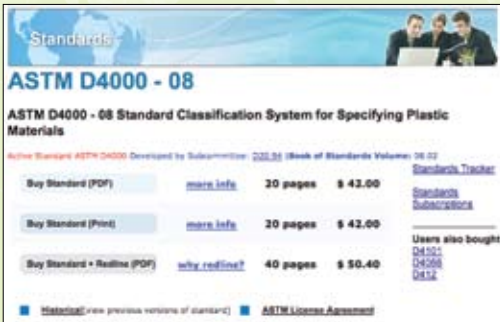 Standards
ASTM D4000 - 08
ASTM D4000 - 08 Standard Classification System for Specifying Plastic
Materials
Active Standard ASTM D4000 Developed by Subcommittee: D20.94 |Book of Standards Volume: 08.02
Buy Standard (PDF) more info 20 pages $ 42.00
Buy Standard (Print) more info 20 pages $ 42.00
Buy Standard + Redline (PDF) why redline? 40 pages $ 50.40
Standards Tracker
Standards
Subscriptions
Users also bought
D4101
D4066
D412
Historical (view previous versions of standard) ASTM License Agreement